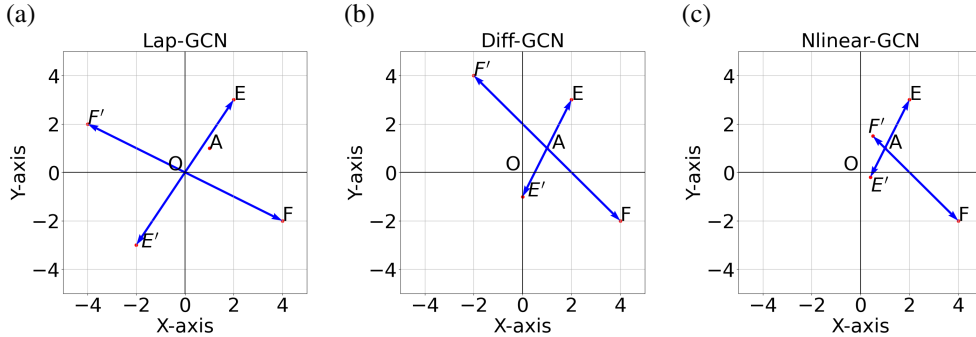 (a)
Lap-GCN
Y-axis
4
2
0
−2
−4
F′
E
A
O
E′
F
−4 −2 0 2 4
X-axis
(b)
Diff-GCN
Y-axis
4
2
0
−2
−4
F′
E
O
A
E′
F
−4 −2 0 2 4
X-axis
(c)
Nlinear-GCN
Y-axis
4
2
0
−2
−4
E
F′
A
O
E′
F
−4 −2 0 2 4
X-axis